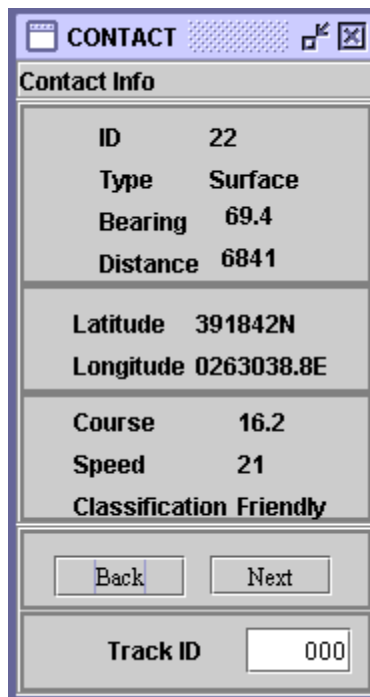 CONTACT
Contact Info
ID 22
Type Surface
Bearing 69.4
Distance 6841
Latitude 391842N
Longitude 0263038.8E
Course 16.2
Speed 21
Classification Friendly
Back Next
Track ID 000